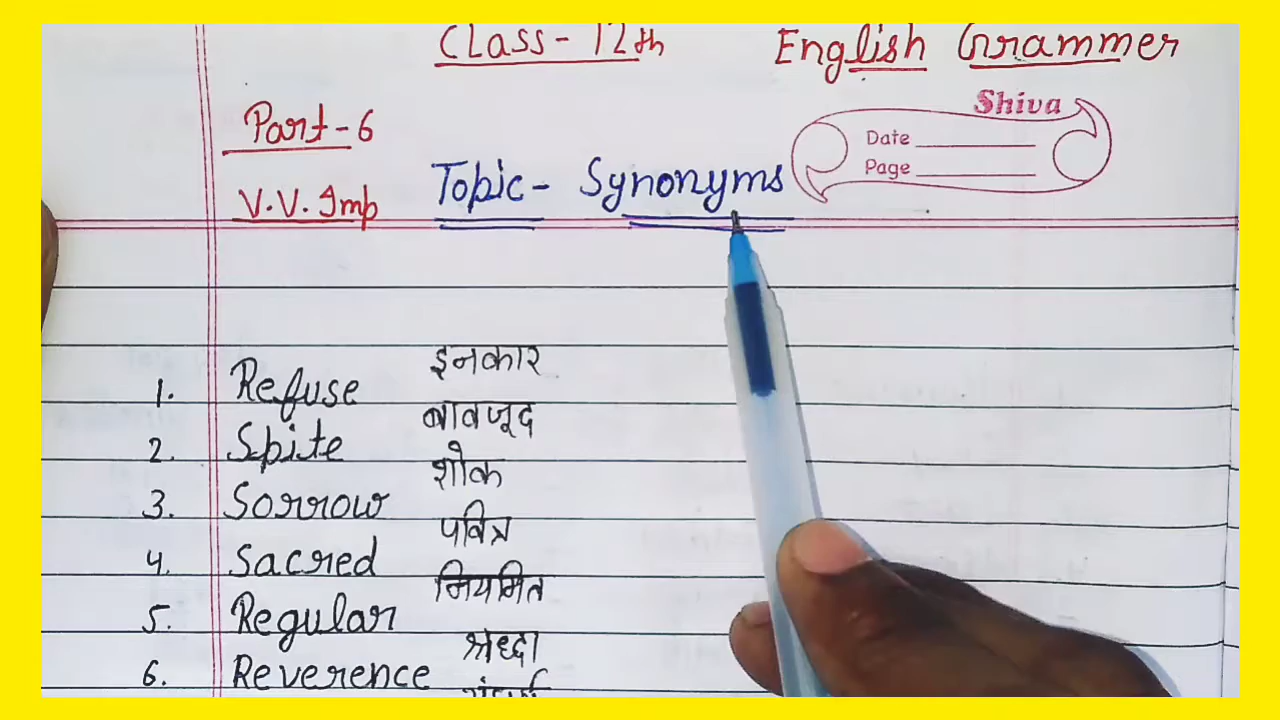 Class- 12th English Grammer
Part-6
Shiva
Date
Page
V.V. Imp Topic- Synonyms
1. Refuse इनकार
2. Spite बावजूद
3. Sorrow शोक
4. Sacred पवित्र
5. Regular नियमित
6. Reverence श्रद्धा